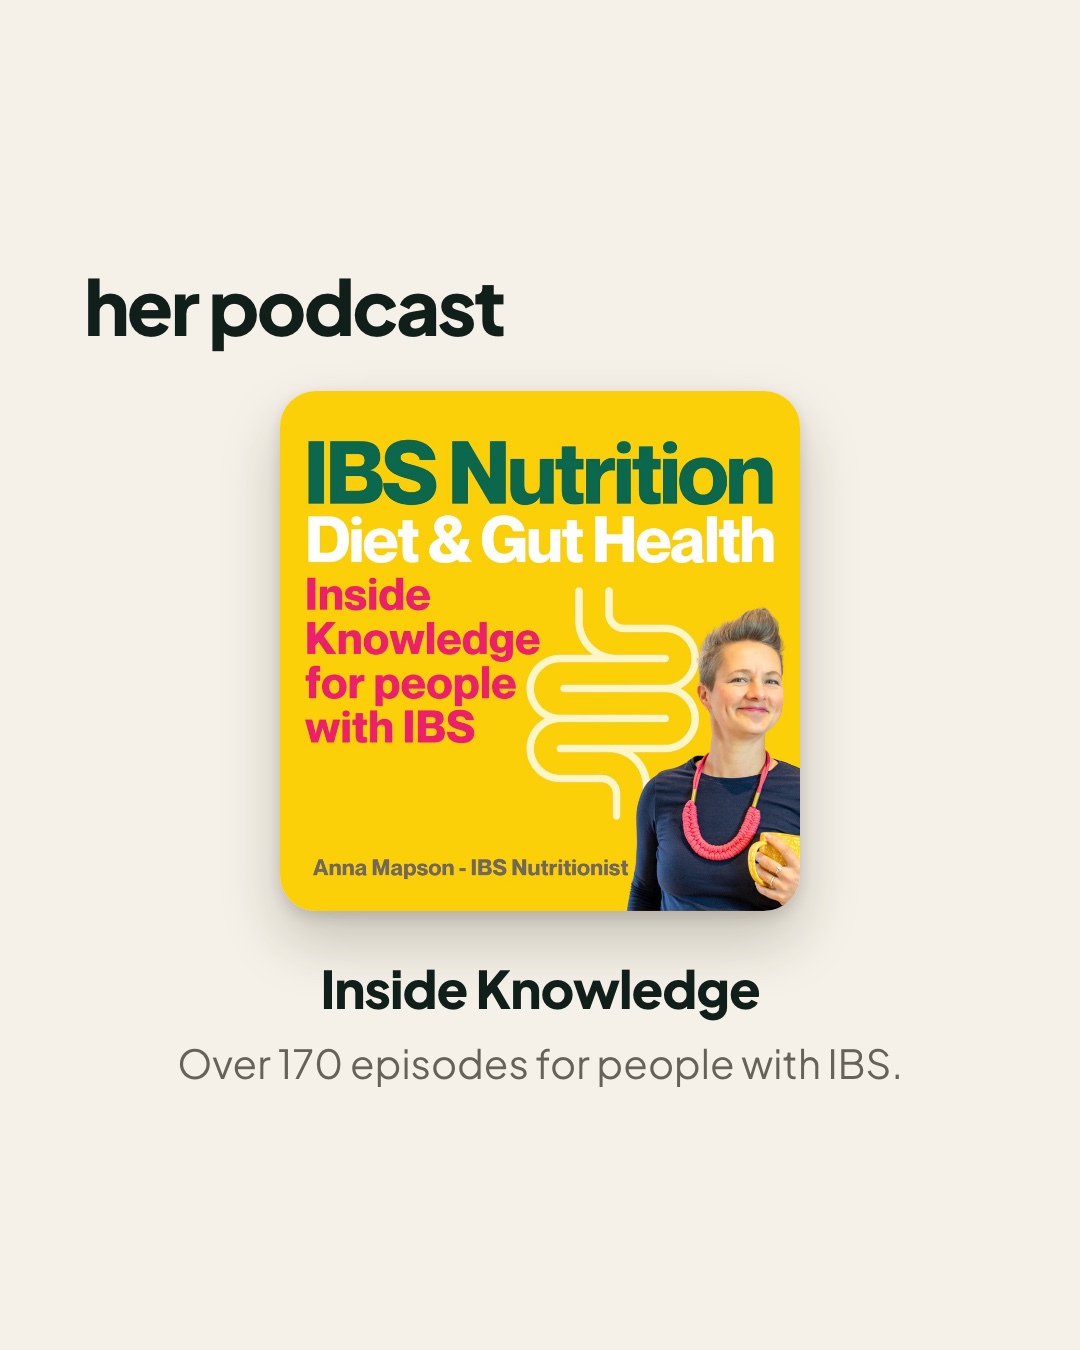 her podcast
IBS Nutrition
Diet & Gut Health
Inside
Knowledge
for people
with IBS
Anna Mapson - IBS Nutritionist
Inside Knowledge
Over 170 episodes for people with IBS.